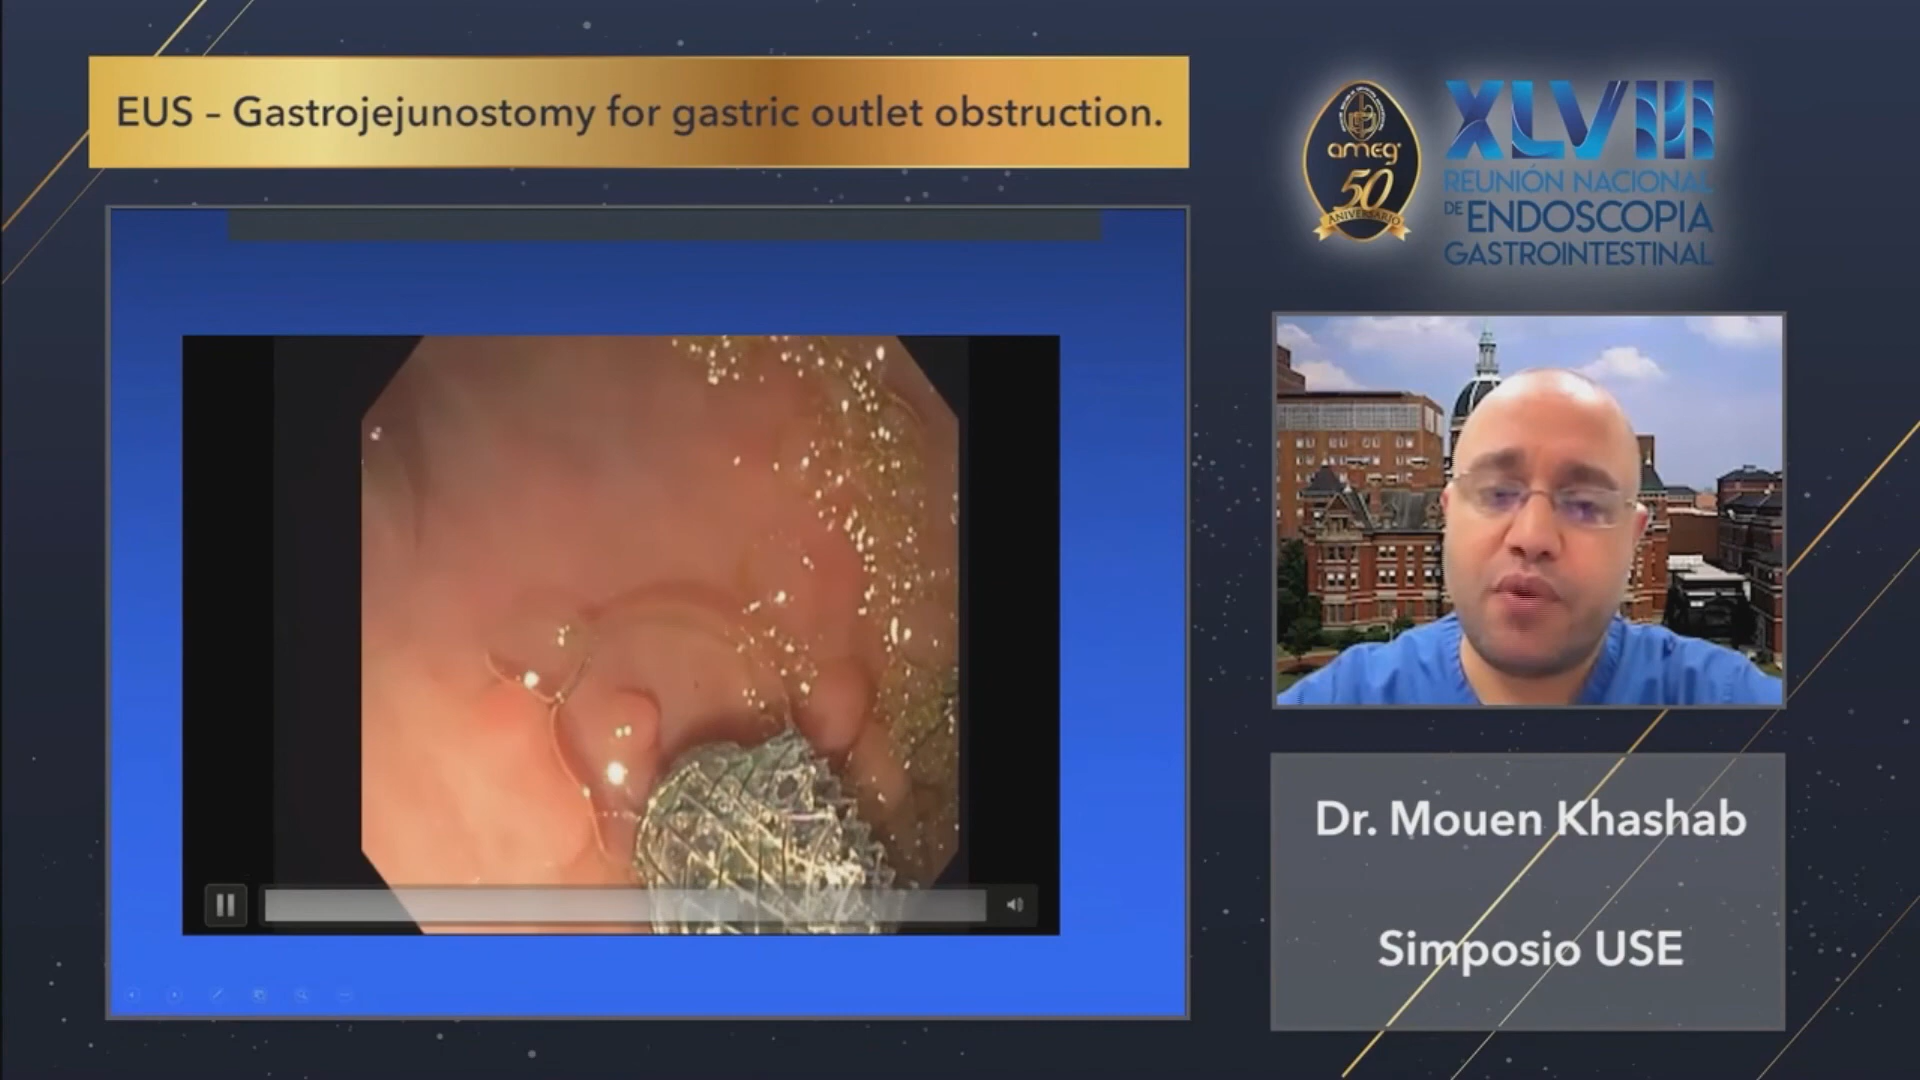 EUS – Gastrojejunostomy for gastric outlet obstruction.
ameg
50
ANIVERSARIO
XLVIII
REUNIÓN NACIONAL
DE ENDOSCOPIA
GASTROINTESTINAL
Dr. Mouen Khashab
Simposio USE